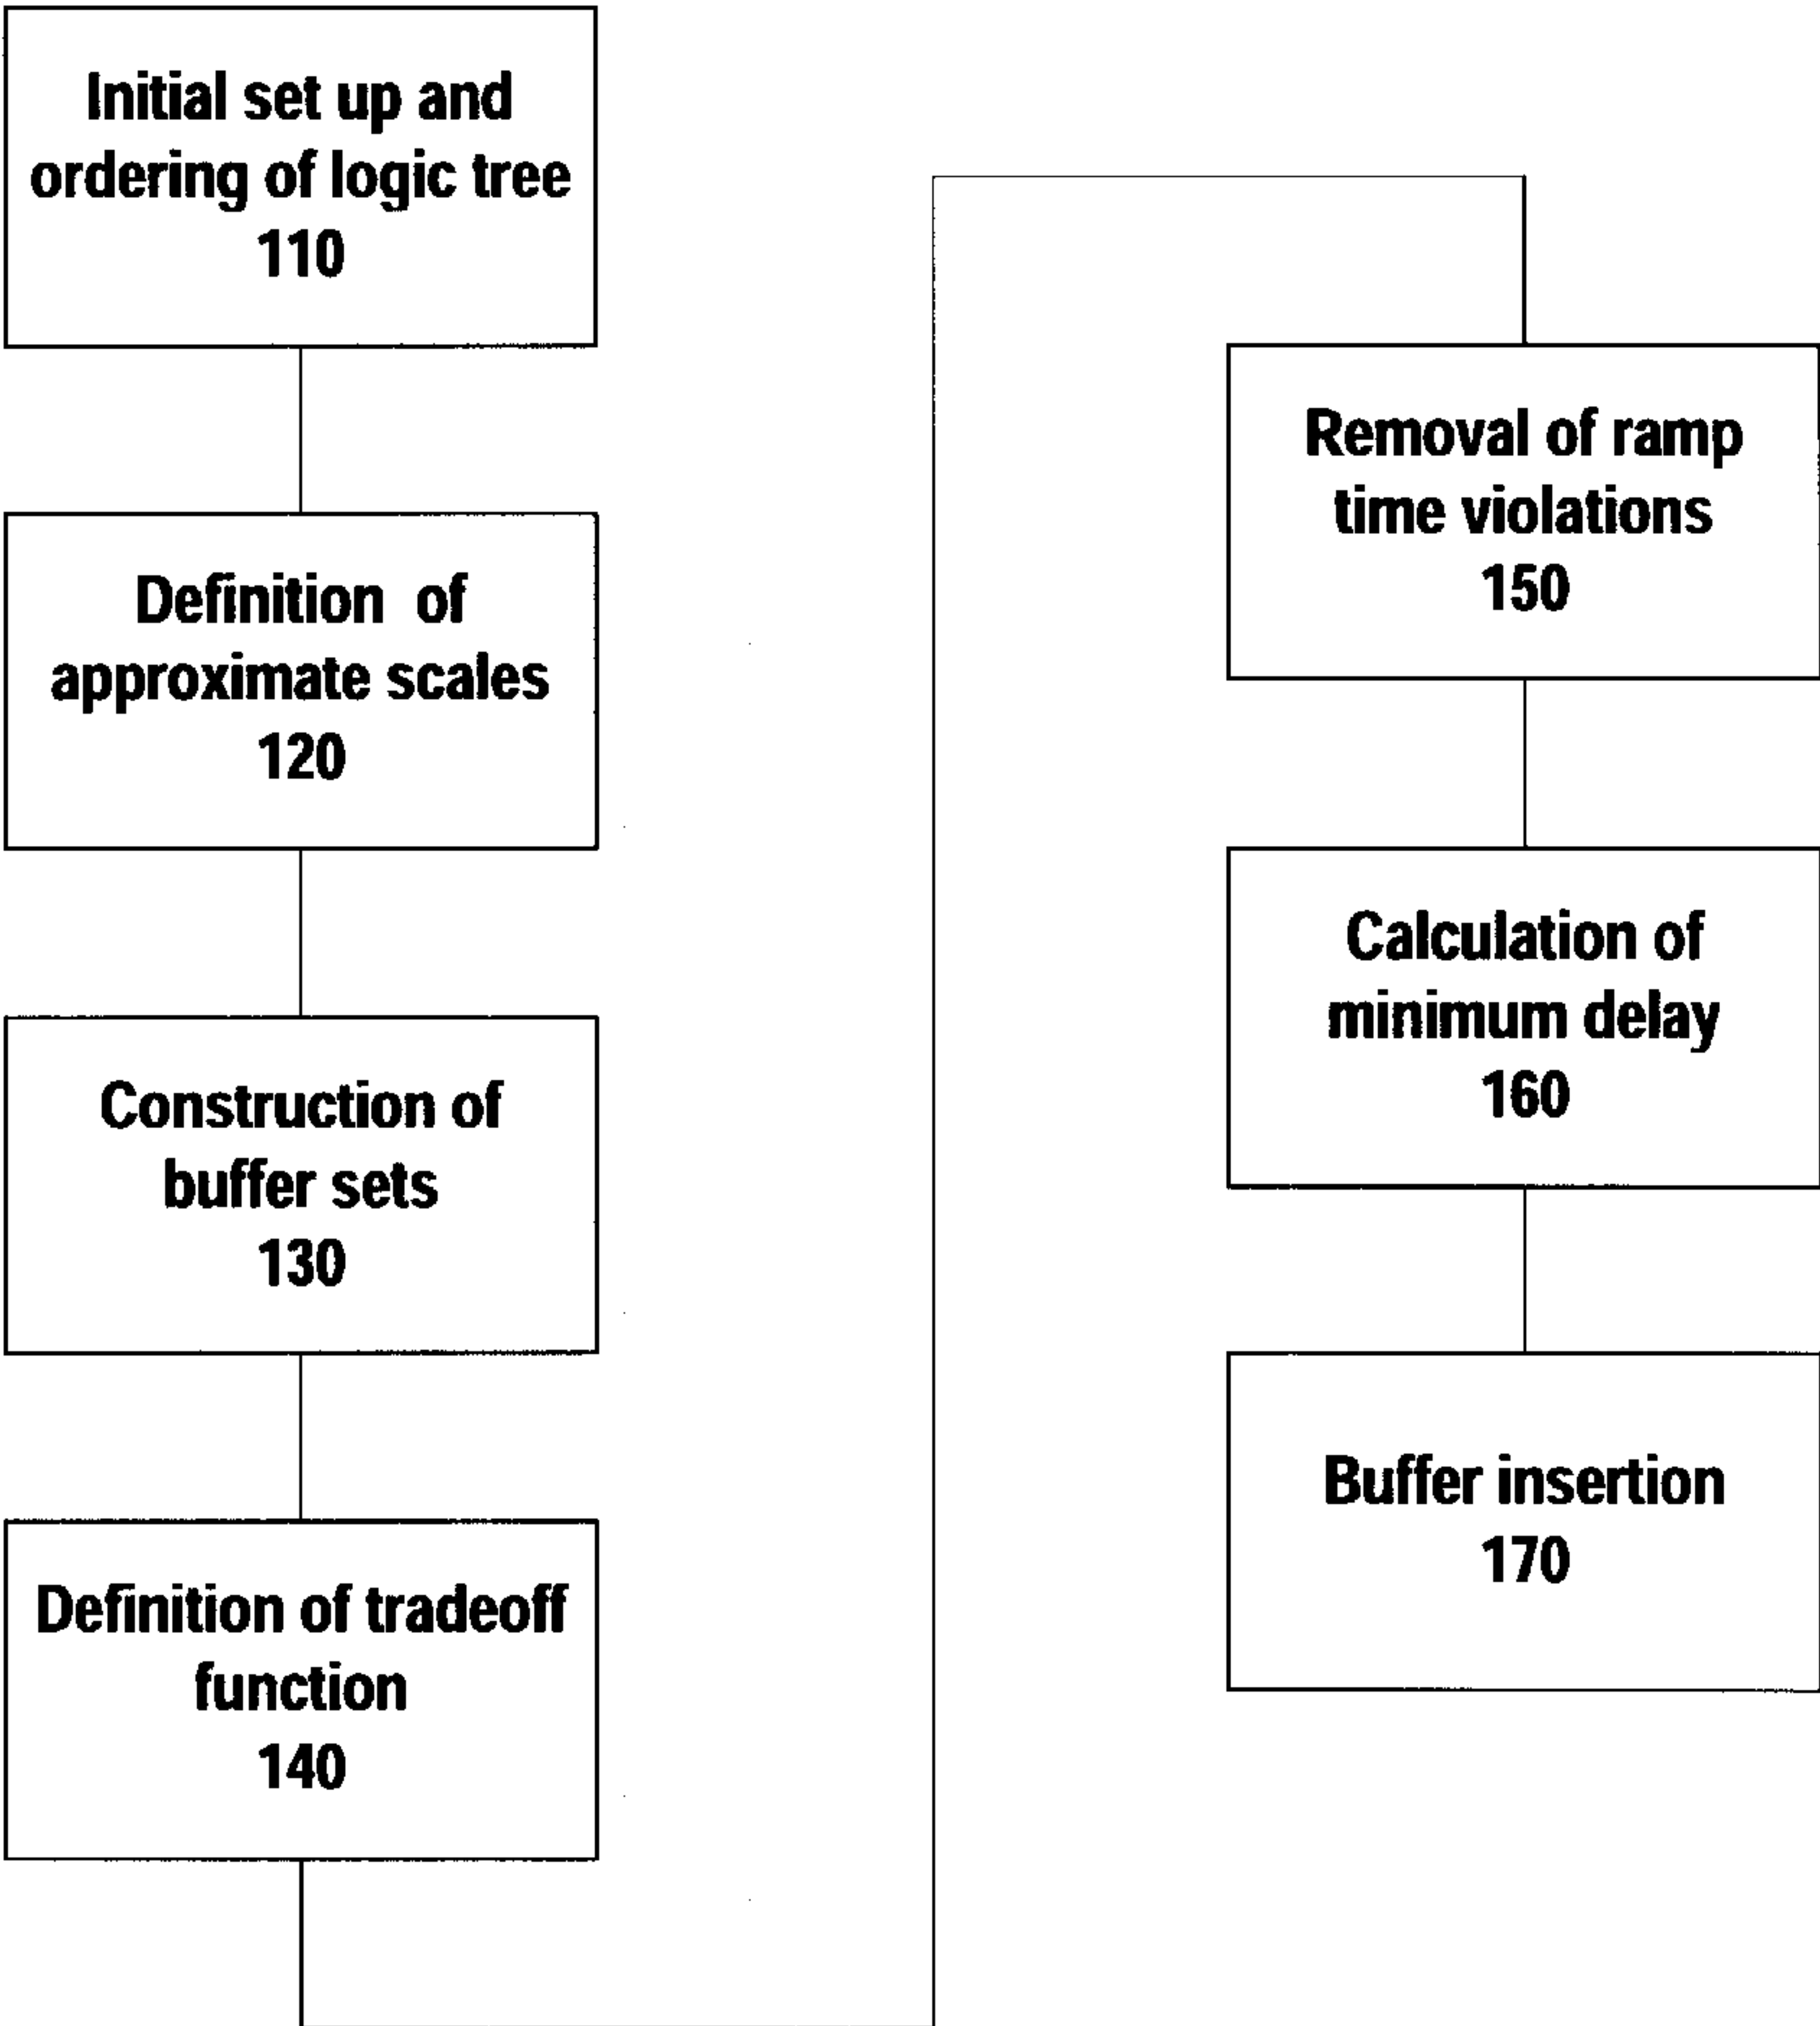 Initial set up and
ordering of logic tree
110
Definition of
approximate scales
120
Construction of
buffer sets
130
Definition of tradeoff
function
140
Removal of ramp
time violations
150
Calculation of
minimum delay
160
Buffer insertion
170